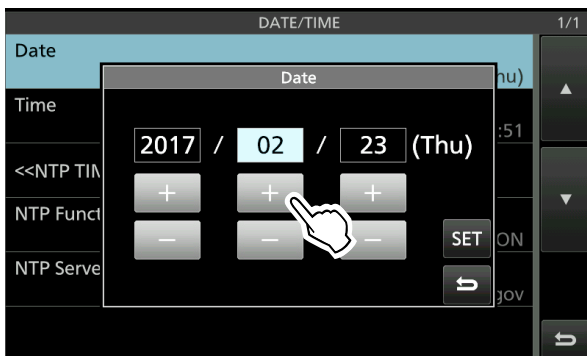 DATE/TIME 1/1
Date
hu)
Date
Time
:51
2017 / 02 / 23 (Thu)
<<NTP TIM
+ + +
NTP Funct
- - - SET ON
NTP Serve
gov